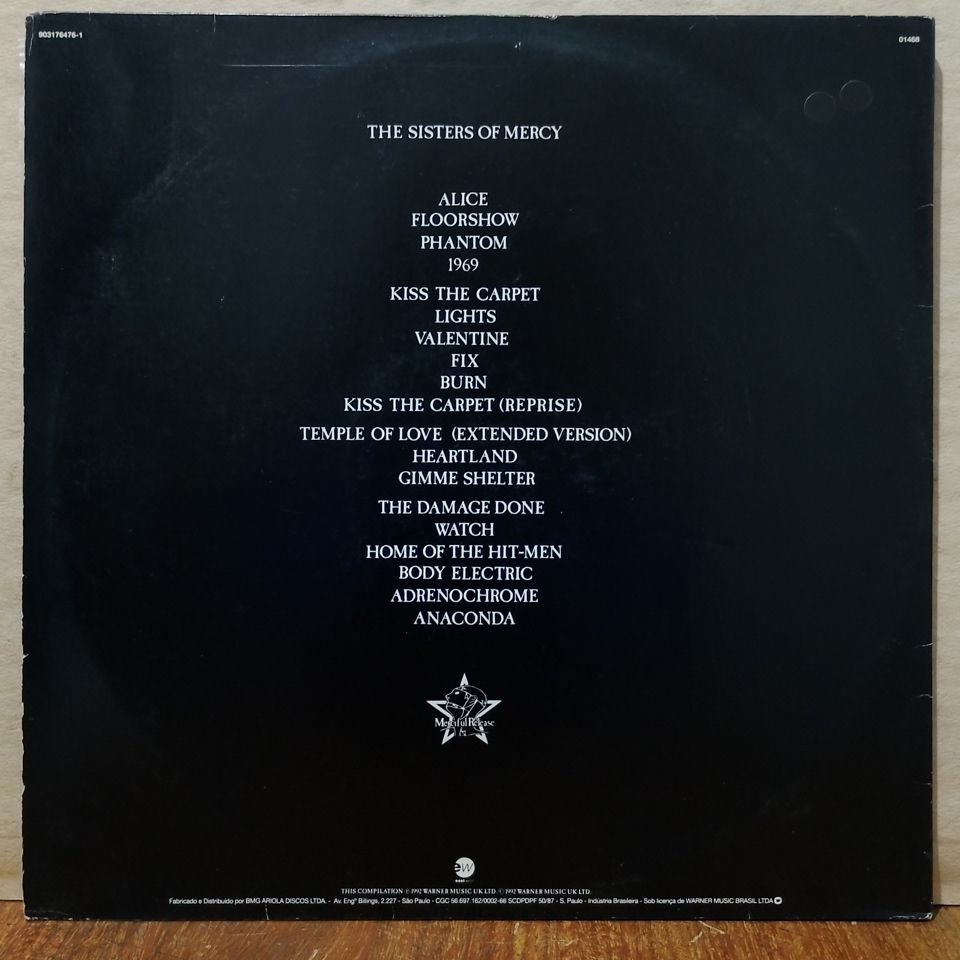 903176476-1
01468
THE SISTERS OF MERCY
ALICE
FLOORSHOW
PHANTOM
1969
KISS THE CARPET
LIGHTS
VALENTINE
FIX
BURN
KISS THE CARPET (REPRISE)
TEMPLE OF LOVE (EXTENDED VERSION)
HEARTLAND
GIMME SHELTER
THE DAMAGE DONE
WATCH
HOME OF THE HIT-MEN
BODY ELECTRIC
ADRENOCHROME
ANACONDA
Merciful Release
ew
east west
THIS COMPILATION ℗ 1992 WARNER MUSIC UK LTD. © 1992 WARNER MUSIC UK LTD.
Fabricado e Distribuído por BMG ARIOLA DISCOS LTDA. - Av. Engº Billings, 2.227 - São Paulo - CGC 56.697.162/0002-66 SCDPDPF 50/87 - S. Paulo - Indústria Brasileira - Sob licença de WARNER MUSIC BRASIL LTDA